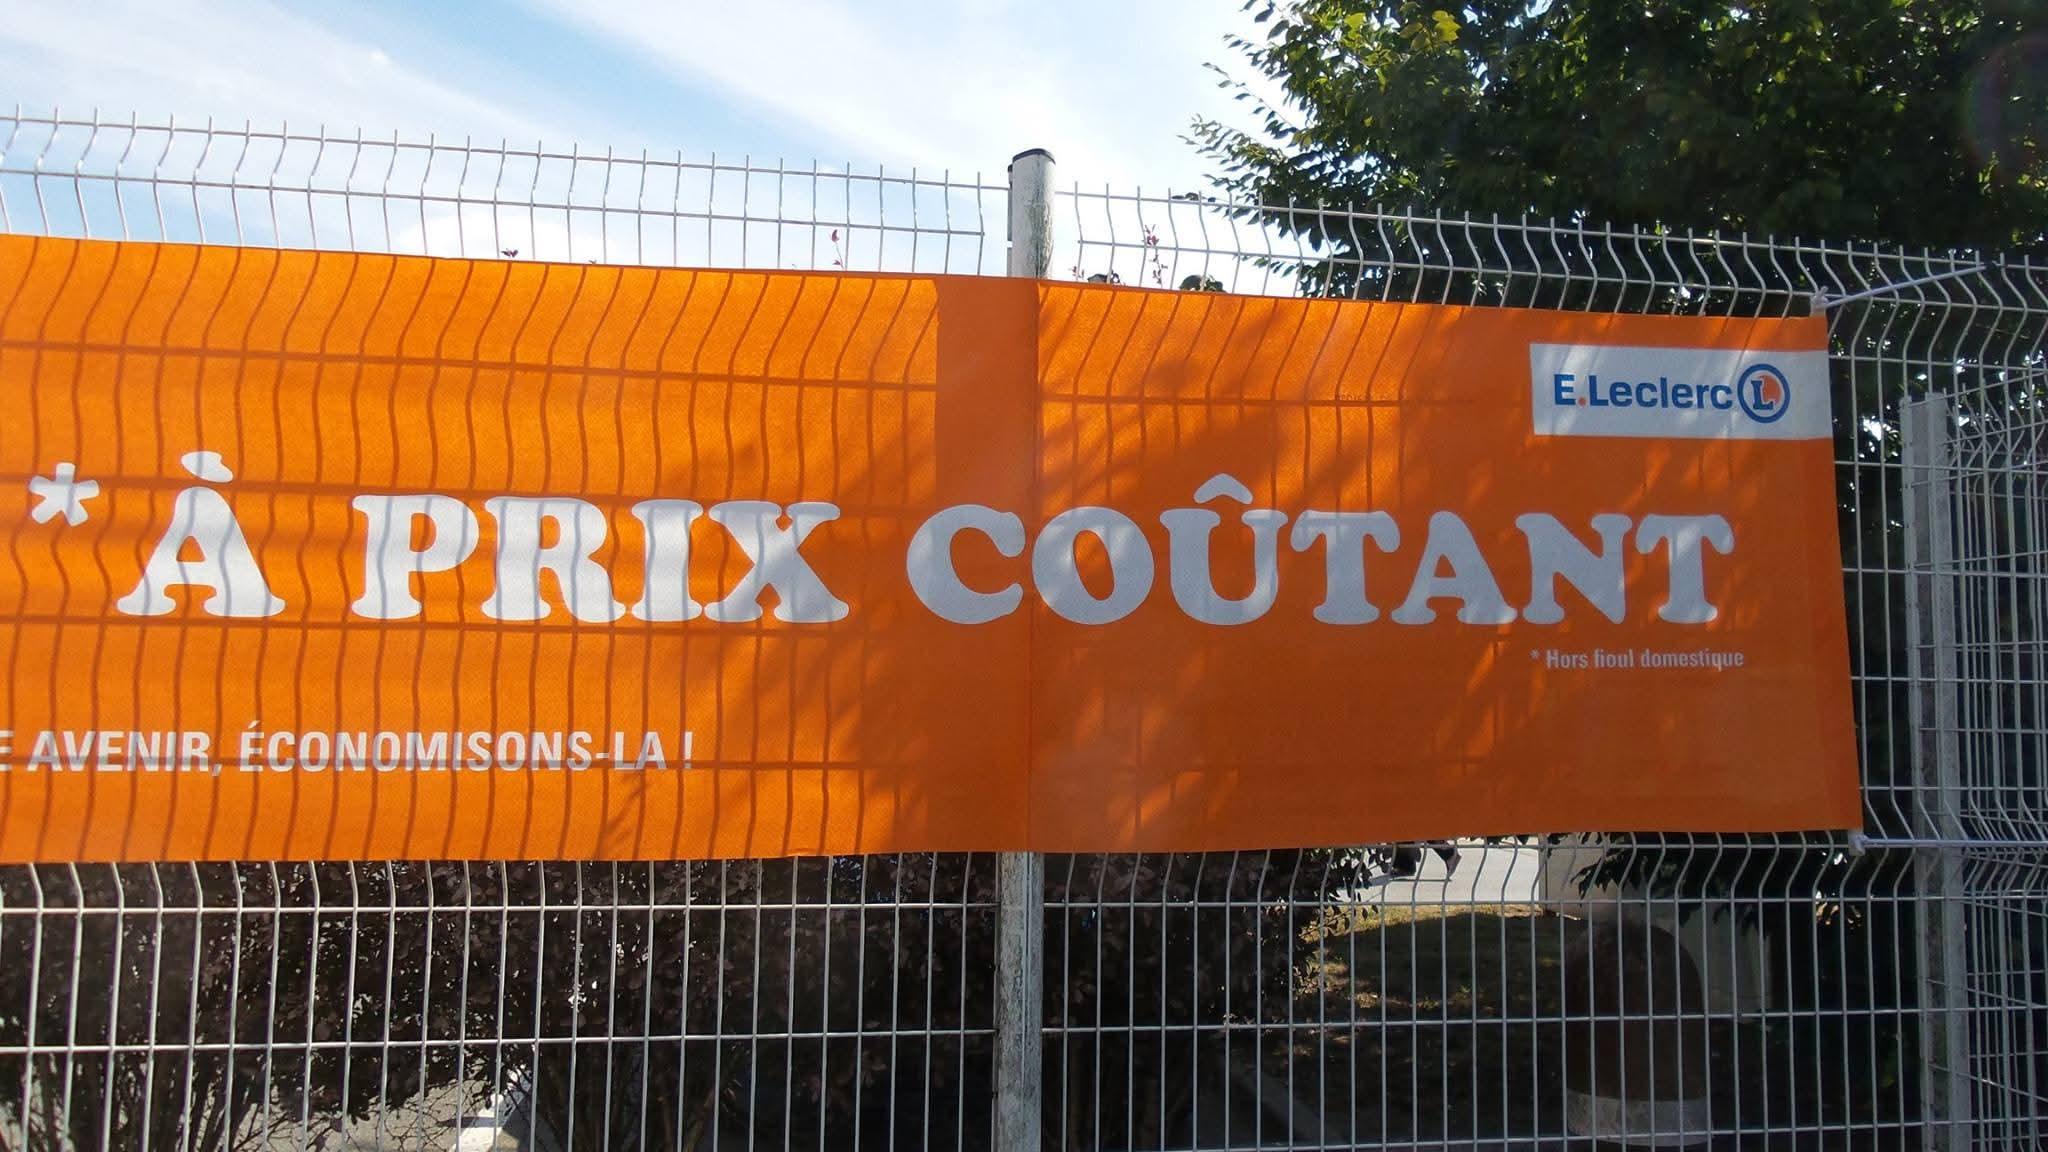 E.Leclerc L
* À PRIX COÛTANT
* Hors fioul domestique
AVENIR, ÉCONOMISONS-LA !